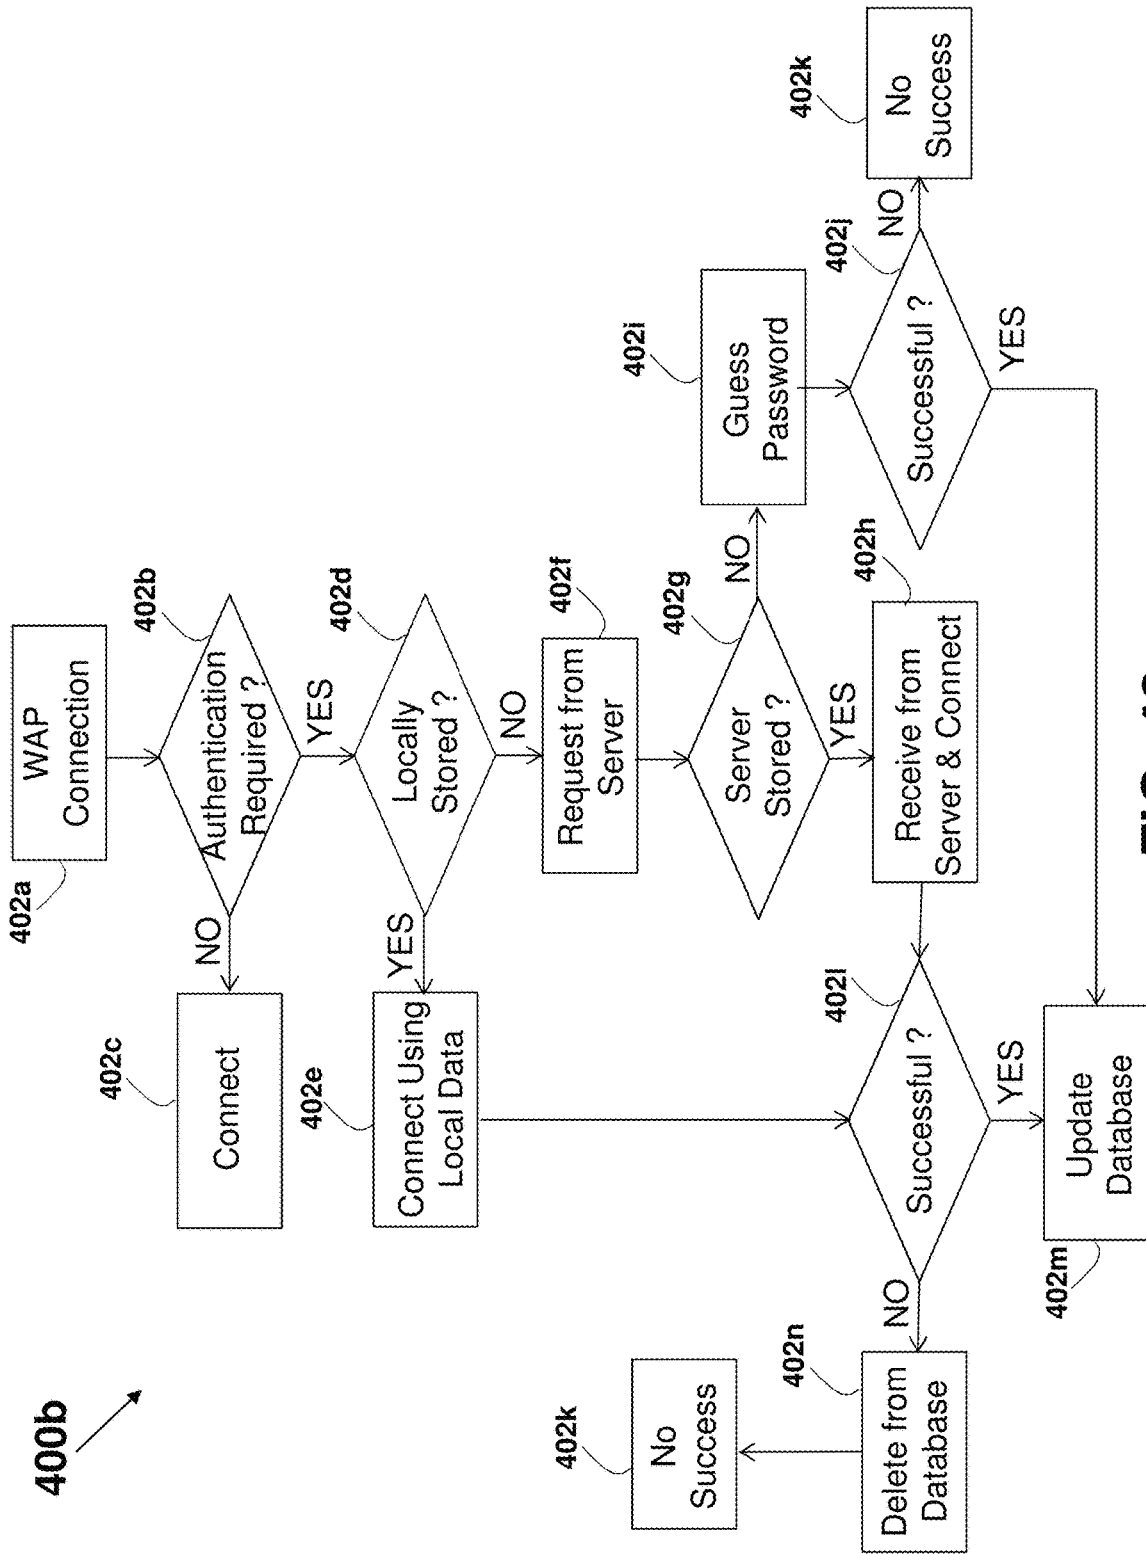 400b
402a
WAP
Connection
402b
Authentication
Required ?
NO
YES
402c
Connect
402d
Locally
Stored ?
YES
NO
402e
Connect Using
Local Data
402f
Request from
Server
402g
Server
Stored ?
NO
YES
402i
Guess
Password
402h
Receive from
Server & Connect
402j
Successful ?
NO
YES
402k
No
Success
402l
Successful ?
NO
YES
402n
Delete from
Database
402k
No
Success
402m
Update
Database